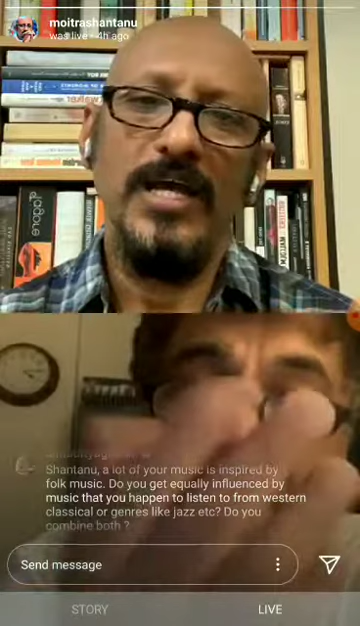 moitrashantanu
was live • 4h ago
Shantanu, a lot of your music is inspired by
folk music. Do you get equally influenced by
music that you happen to listen to from western
classical or genres like jazz etc? Do you
combine both ?
Send message
STORY
LIVE